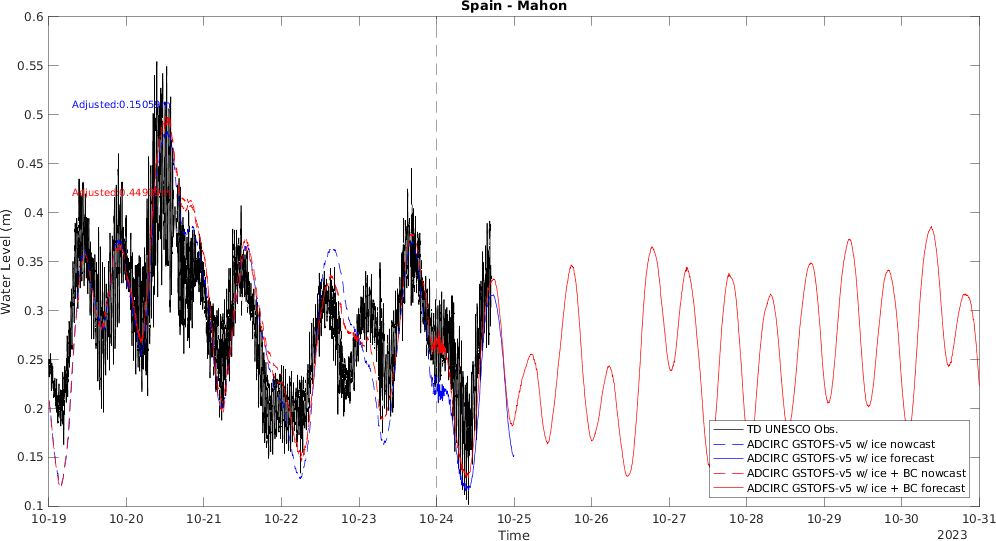 Spain - Mahon
0.6
0.55
0.5
0.45
0.4
0.35
0.3
0.25
0.2
0.15
0.1
Water Level (m)
Adjusted:0.1505
Adjusted:0.449
TD UNESCO Obs.
ADCIRC GSTOFS-v5 w/ ice nowcast
ADCIRC GSTOFS-v5 w/ ice forecast
ADCIRC GSTOFS-v5 w/ ice + BC nowcast
ADCIRC GSTOFS-v5 w/ ice + BC forecast
10-19 10-20 10-21 10-22 10-23 10-24 10-25 10-26 10-27 10-28 10-29 10-30 10-31
Time
2023